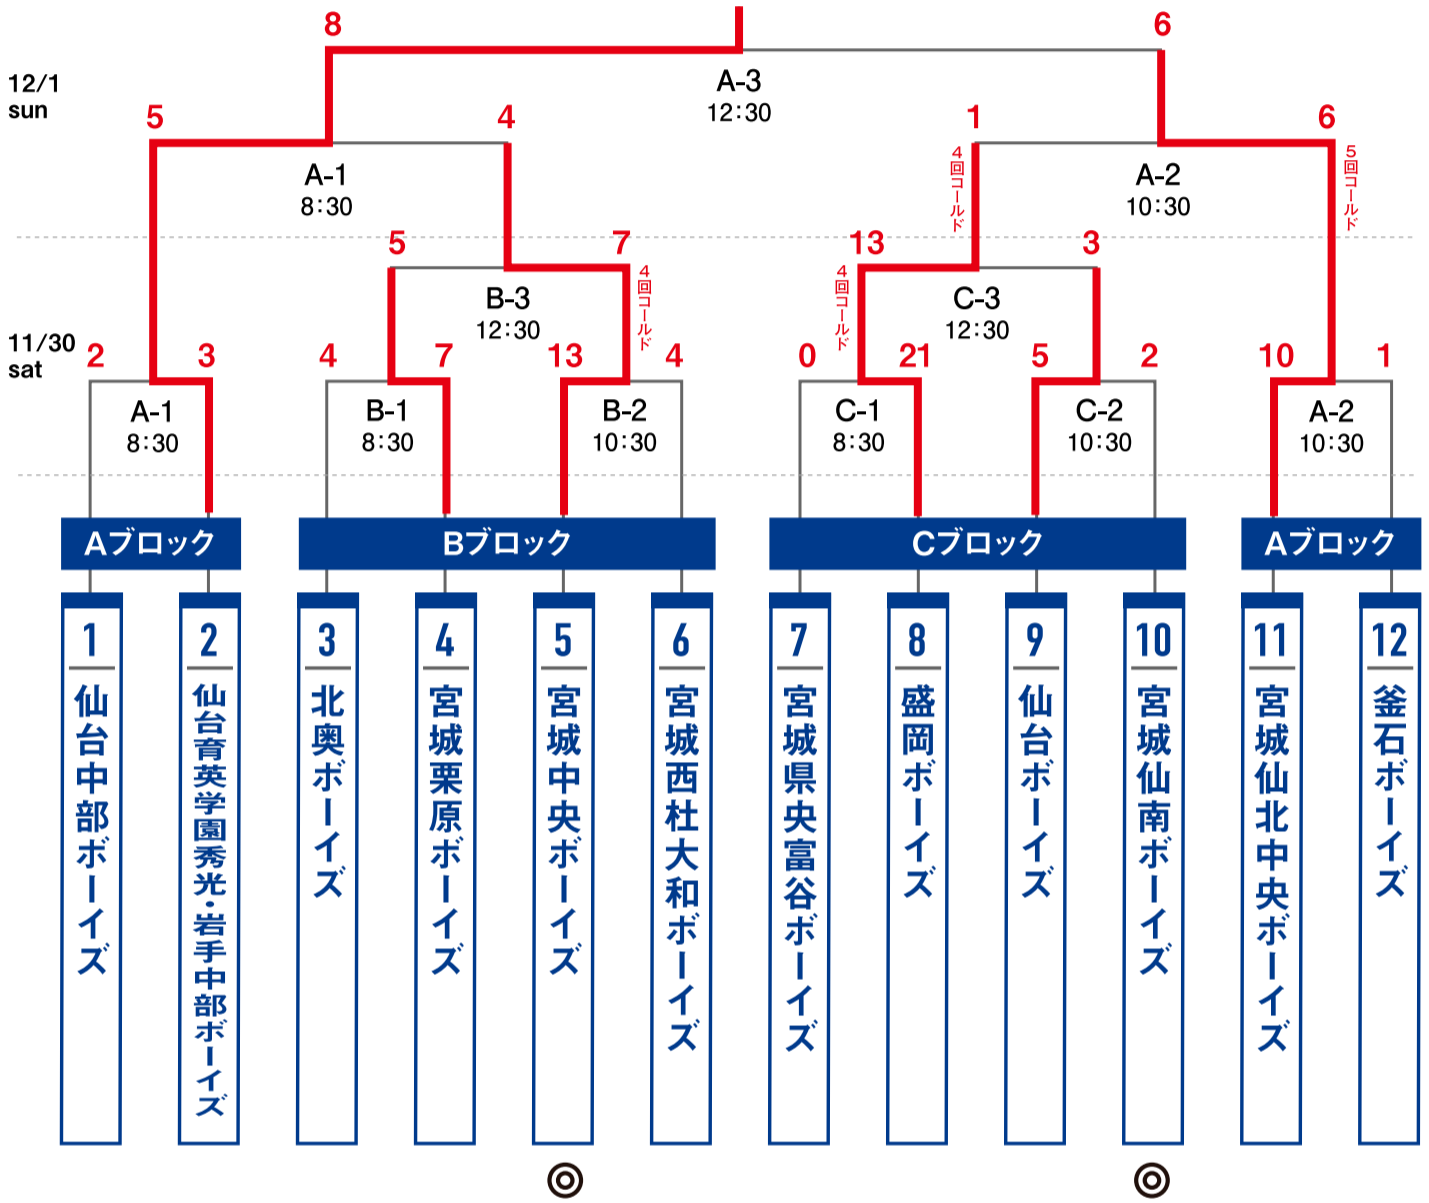 8
6
12/1
sun
A-3
12:30
5
4
1
6
4回コールド
5回コールド
A-1
8:30
A-2
10:30
5
7
13
3
4回コールド
4回コールド
B-3
12:30
C-3
12:30
11/30
sat
2
3
4
7
13
4
0
21
5
2
10
1
A-1
8:30
B-1
8:30
B-2
10:30
C-1
8:30
C-2
10:30
A-2
10:30
Aブロック
Bブロック
Cブロック
Aブロック
1
仙台中部ボーイズ
2
仙台育英学園秀光・岩手中部ボーイズ
3
北奥ボーイズ
4
宮城栗原ボーイズ
5
宮城中央ボーイズ
6
宮城西杜大和ボーイズ
7
宮城県央富谷ボーイズ
8
盛岡ボーイズ
9
仙台ボーイズ
10
宮城仙南ボーイズ
11
宮城仙北中央ボーイズ
12
釜石ボーイズ
◎
◎